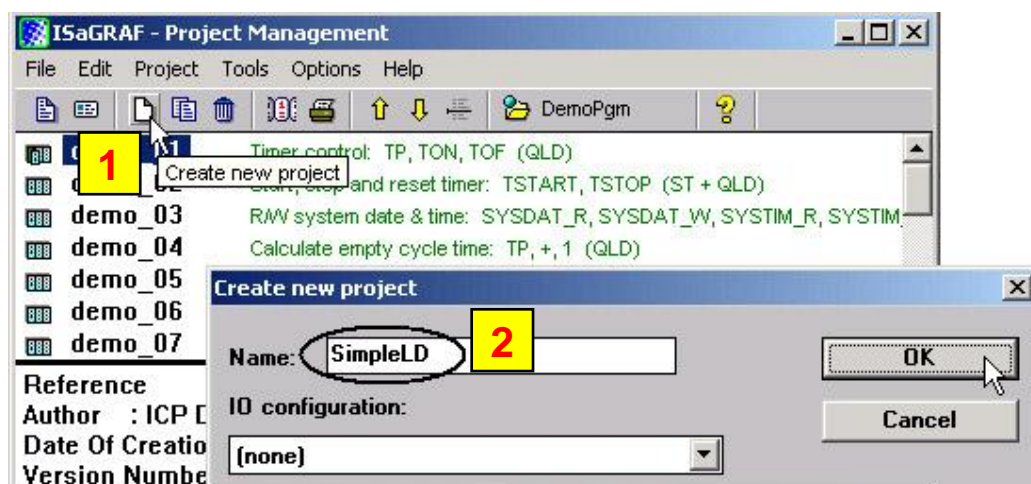 ISaGRAF - Project Management
File Edit Project Tools Options Help
DemoPgm
1
Timer control: TP, TON, TOF (QLD)
Create new project
and reset timer: TSTART, TSTOP (ST + QLD)
demo_03 R/W system date & time: SYSDAT_R, SYSDAT_W, SYSTIM_R, SYSTIM_
demo_04 Calculate empty cycle time: TP, +, 1 (QLD)
demo_05
demo_06
demo_07
Create new project
Name: SimpleLD
2
OK
IO configuration:
Cancel
(none)
Reference
Author : ICP D
Date Of Creatio
Version Numbe